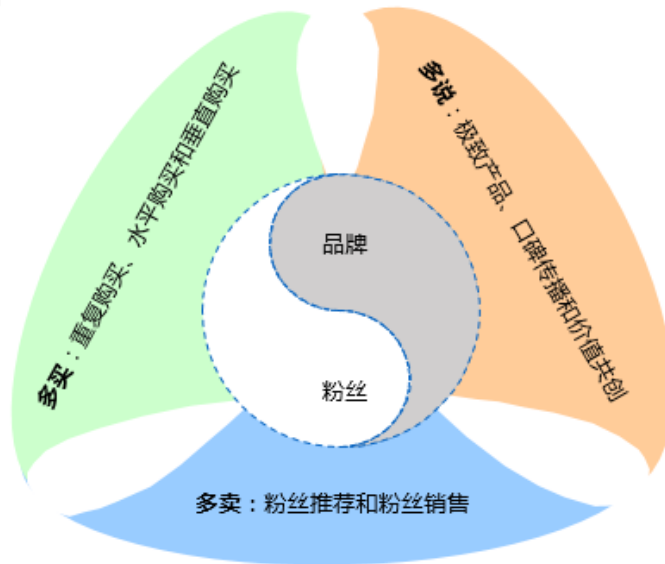 多买：重复购买、水平购买和垂直购买
多说：极致产品、口碑传播和价值共创
品牌
粉丝
多卖：粉丝推荐和粉丝销售